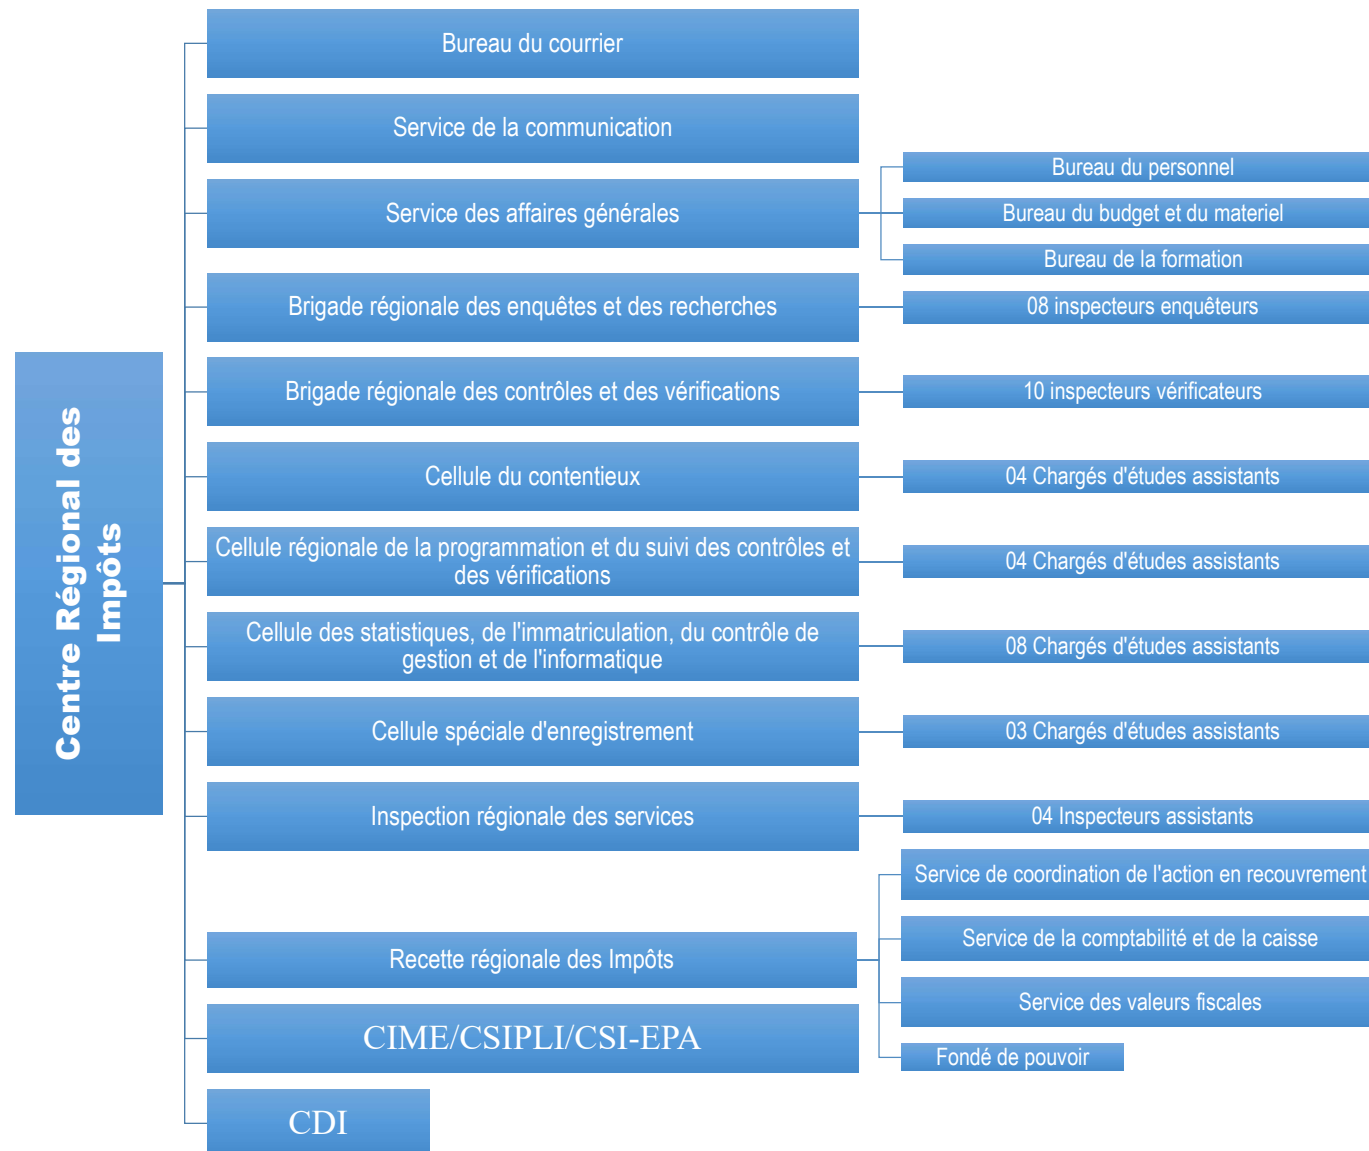 Centre Régional des
Impôts
Bureau du courrier
Service de la communication
Service des affaires générales
Bureau du personnel
Bureau du budget et du materiel
Bureau de la formation
Brigade régionale des enquêtes et des recherches
08 inspecteurs enquêteurs
Brigade régionale des contrôles et des vérifications
10 inspecteurs vérificateurs
Cellule du contentieux
04 Chargés d'études assistants
Cellule régionale de la programmation et du suivi des contrôles et
des vérifications
04 Chargés d'études assistants
Cellule des statistiques, de l'immatriculation, du contrôle de
gestion et de l'informatique
08 Chargés d'études assistants
Cellule spéciale d'enregistrement
03 Chargés d'études assistants
Inspection régionale des services
04 Inspecteurs assistants
Recette régionale des Impôts
Service de coordination de l'action en recouvrement
Service de la comptabilité et de la caisse
Service des valeurs fiscales
Fondé de pouvoir
CIME/CSIPLI/CSI-EPA
CDI